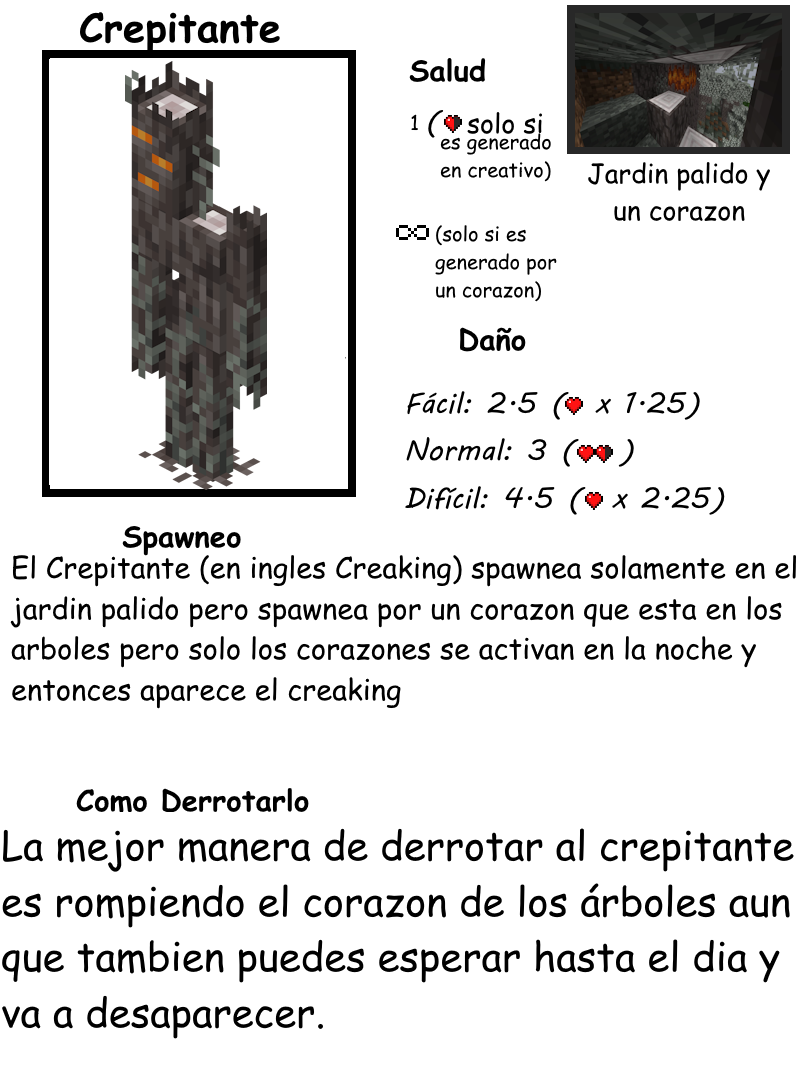 Crepitante
Salud
1 (solo si
es generado
en creativo)
∞ (solo si es
generado por
un corazon)
Jardin palido y
un corazon
Daño
Fácil: 2·5 ( x 1·25)
Normal: 3 ( )
Difícil: 4·5 ( x 2·25)
Spawneo
El Crepitante (en ingles Creaking) spawnea solamente en el
jardin palido pero spawnea por un corazon que esta en los
arboles pero solo los corazones se activan en la noche y
entonces aparece el creaking
Como Derrotarlo
La mejor manera de derrotar al crepitante
es rompiendo el corazon de los árboles aun
que tambien puedes esperar hasta el dia y
va a desaparecer.